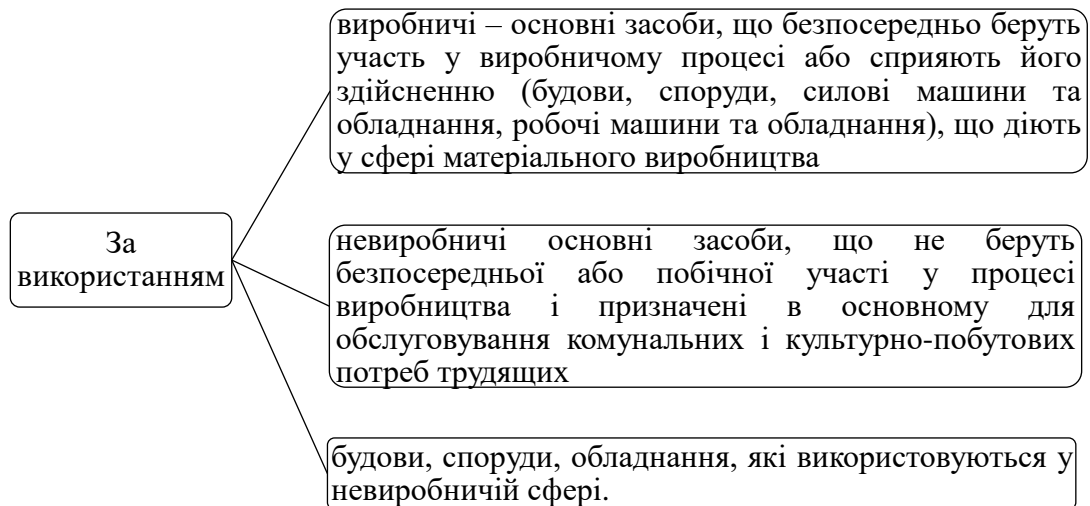 виробничі – основні засоби, що безпосередньо беруть
участь у виробничому процесі або сприяють його
здійсненню (будови, споруди, силові машини та
обладнання, робочі машини та обладнання), що діють
у сфері матеріального виробництва
За
використанням
невиробничі основні засоби, що не беруть
безпосередньої або побічної участі у процесі
виробництва і призначені в основному для
обслуговування комунальних і культурно-побутових
потреб трудящих
будови, споруди, обладнання, які використовуються у
невиробничій сфері.